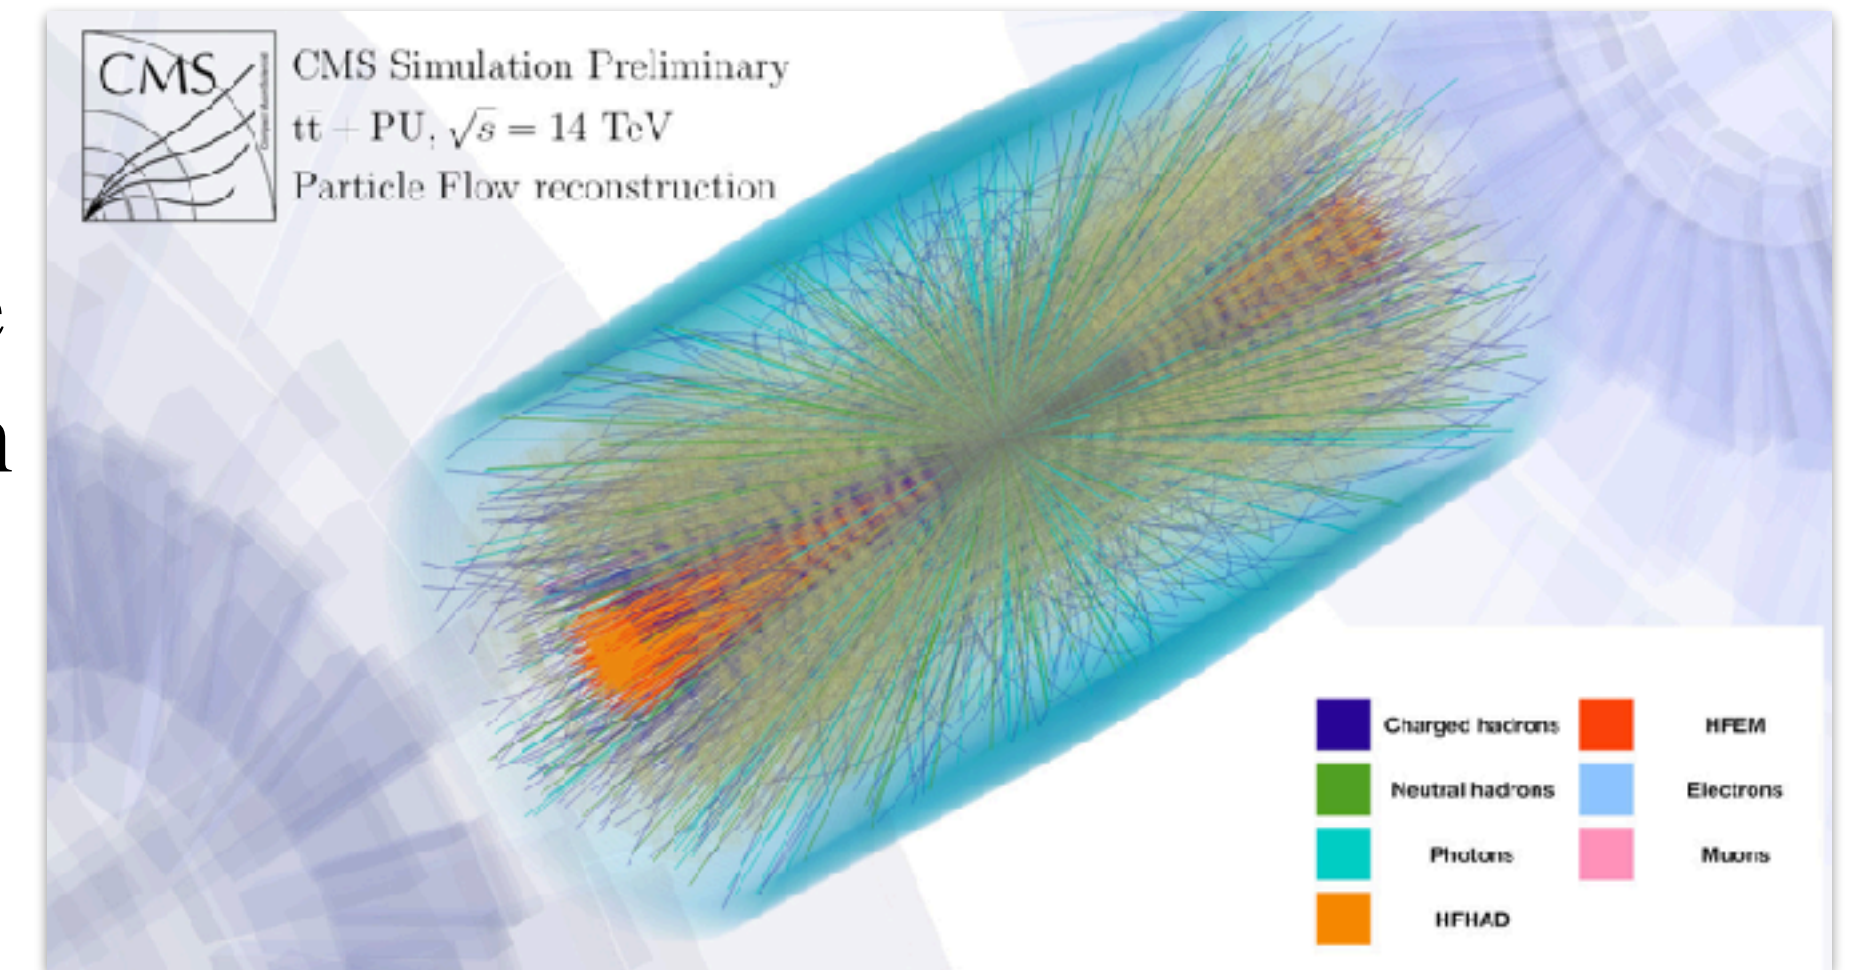 CMS
CMS Simulation Preliminary
tt̄ + PU, √s = 14 TeV
Particle Flow reconstruction
Charged hadrons
HFEM
Neutral hadrons
Electrons
Photons
Muons
HFHAD